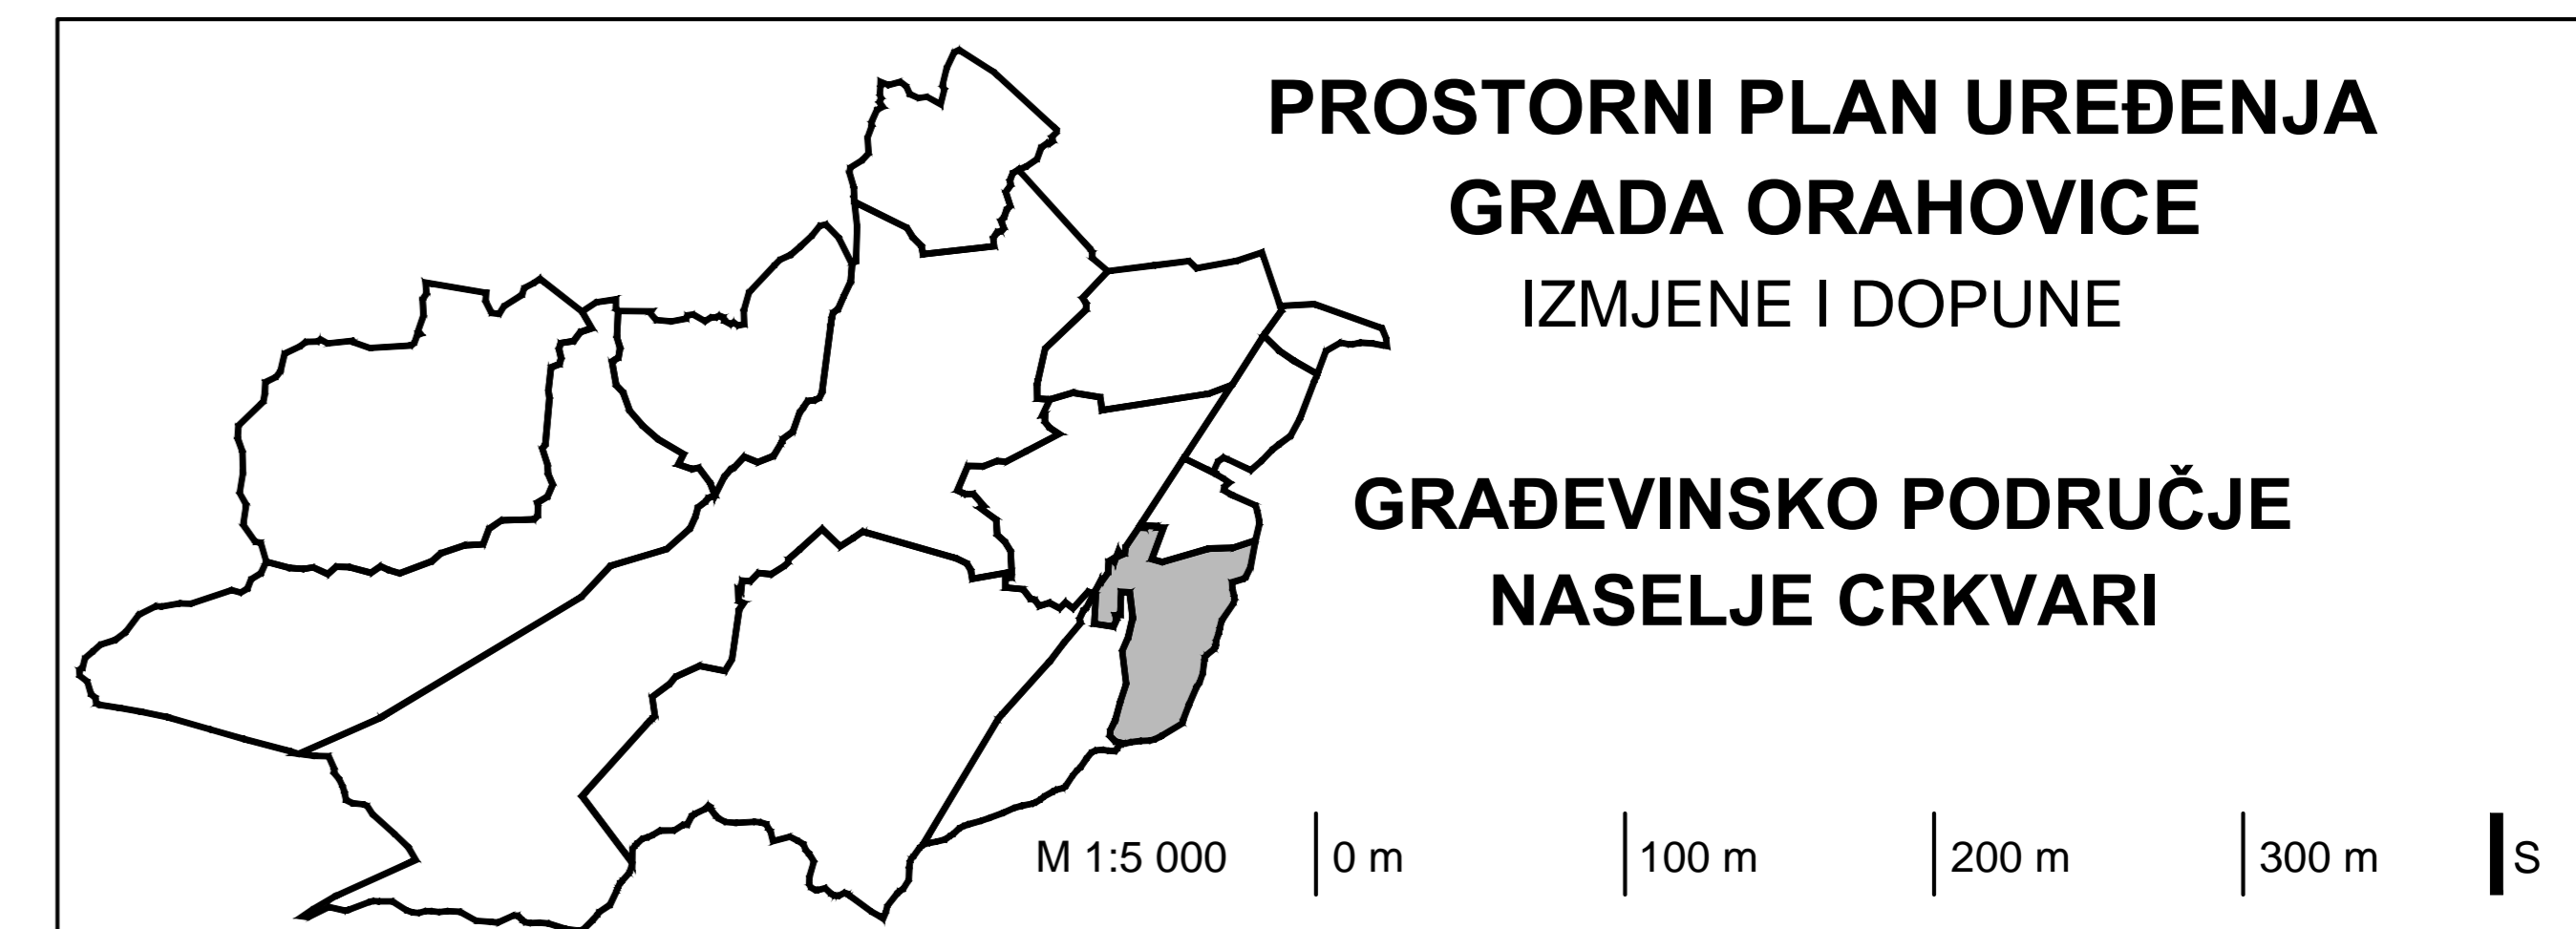 PROSTORNI PLAN UREĐENJA
GRADA ORAHOVICE
IZMJENE I DOPUNE
GRAĐEVINSKO PODRUČJE
NASELJE CRKVARI
M 1:5 000 0 m 100 m 200 m 300 m S